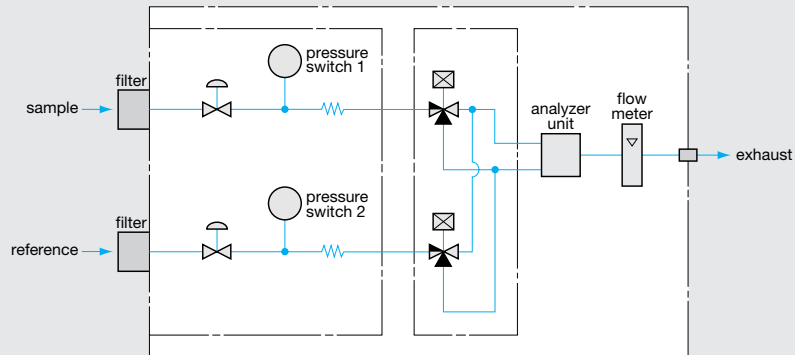 pressure
switch 1
filter
sample
analyzer
unit
flow
meter
exhaust
pressure
switch 2
filter
reference